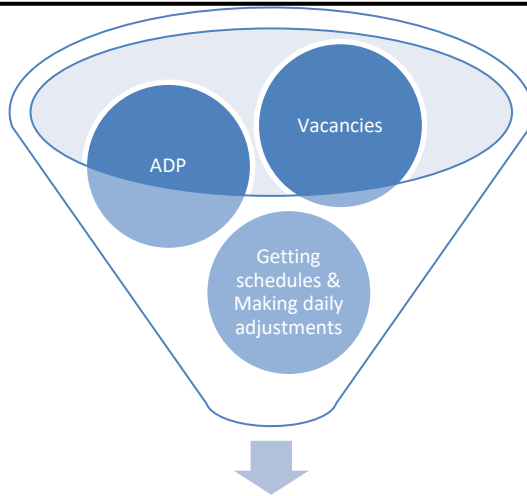 Vacancies
ADP
Getting
schedules &
Making daily
adjustments